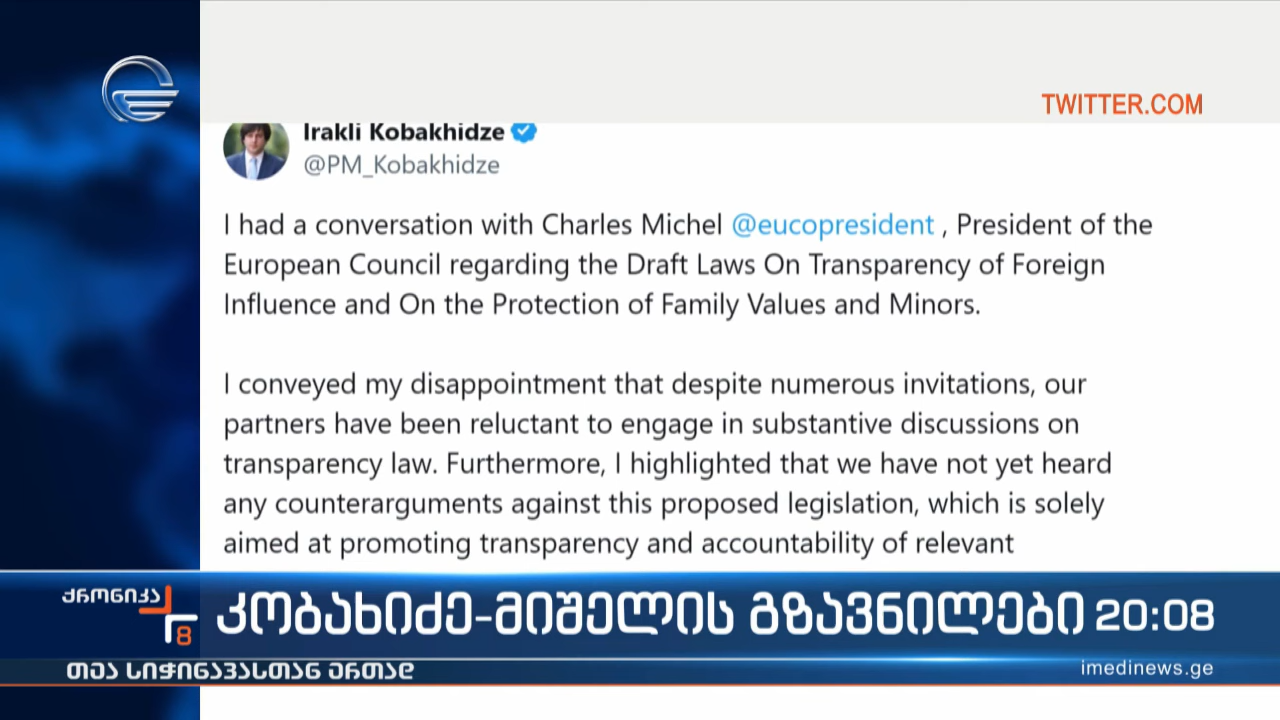 TWITTER.COM
Irakli Kobakhidze
@PM_Kobakhidze
I had a conversation with Charles Michel @eucopresident , President of the
European Council regarding the Draft Laws On Transparency of Foreign
Influence and On the Protection of Family Values and Minors.
I conveyed my disappointment that despite numerous invitations, our
partners have been reluctant to engage in substantive discussions on
transparency law. Furthermore, I highlighted that we have not yet heard
any counterarguments against this proposed legislation, which is solely
aimed at promoting transparency and accountability of relevant
ქრონიკა
8
კობახიძე-მიშელის გზავნილები 20:08
თეა სიჭინავასთან ერთად
imedinews.ge